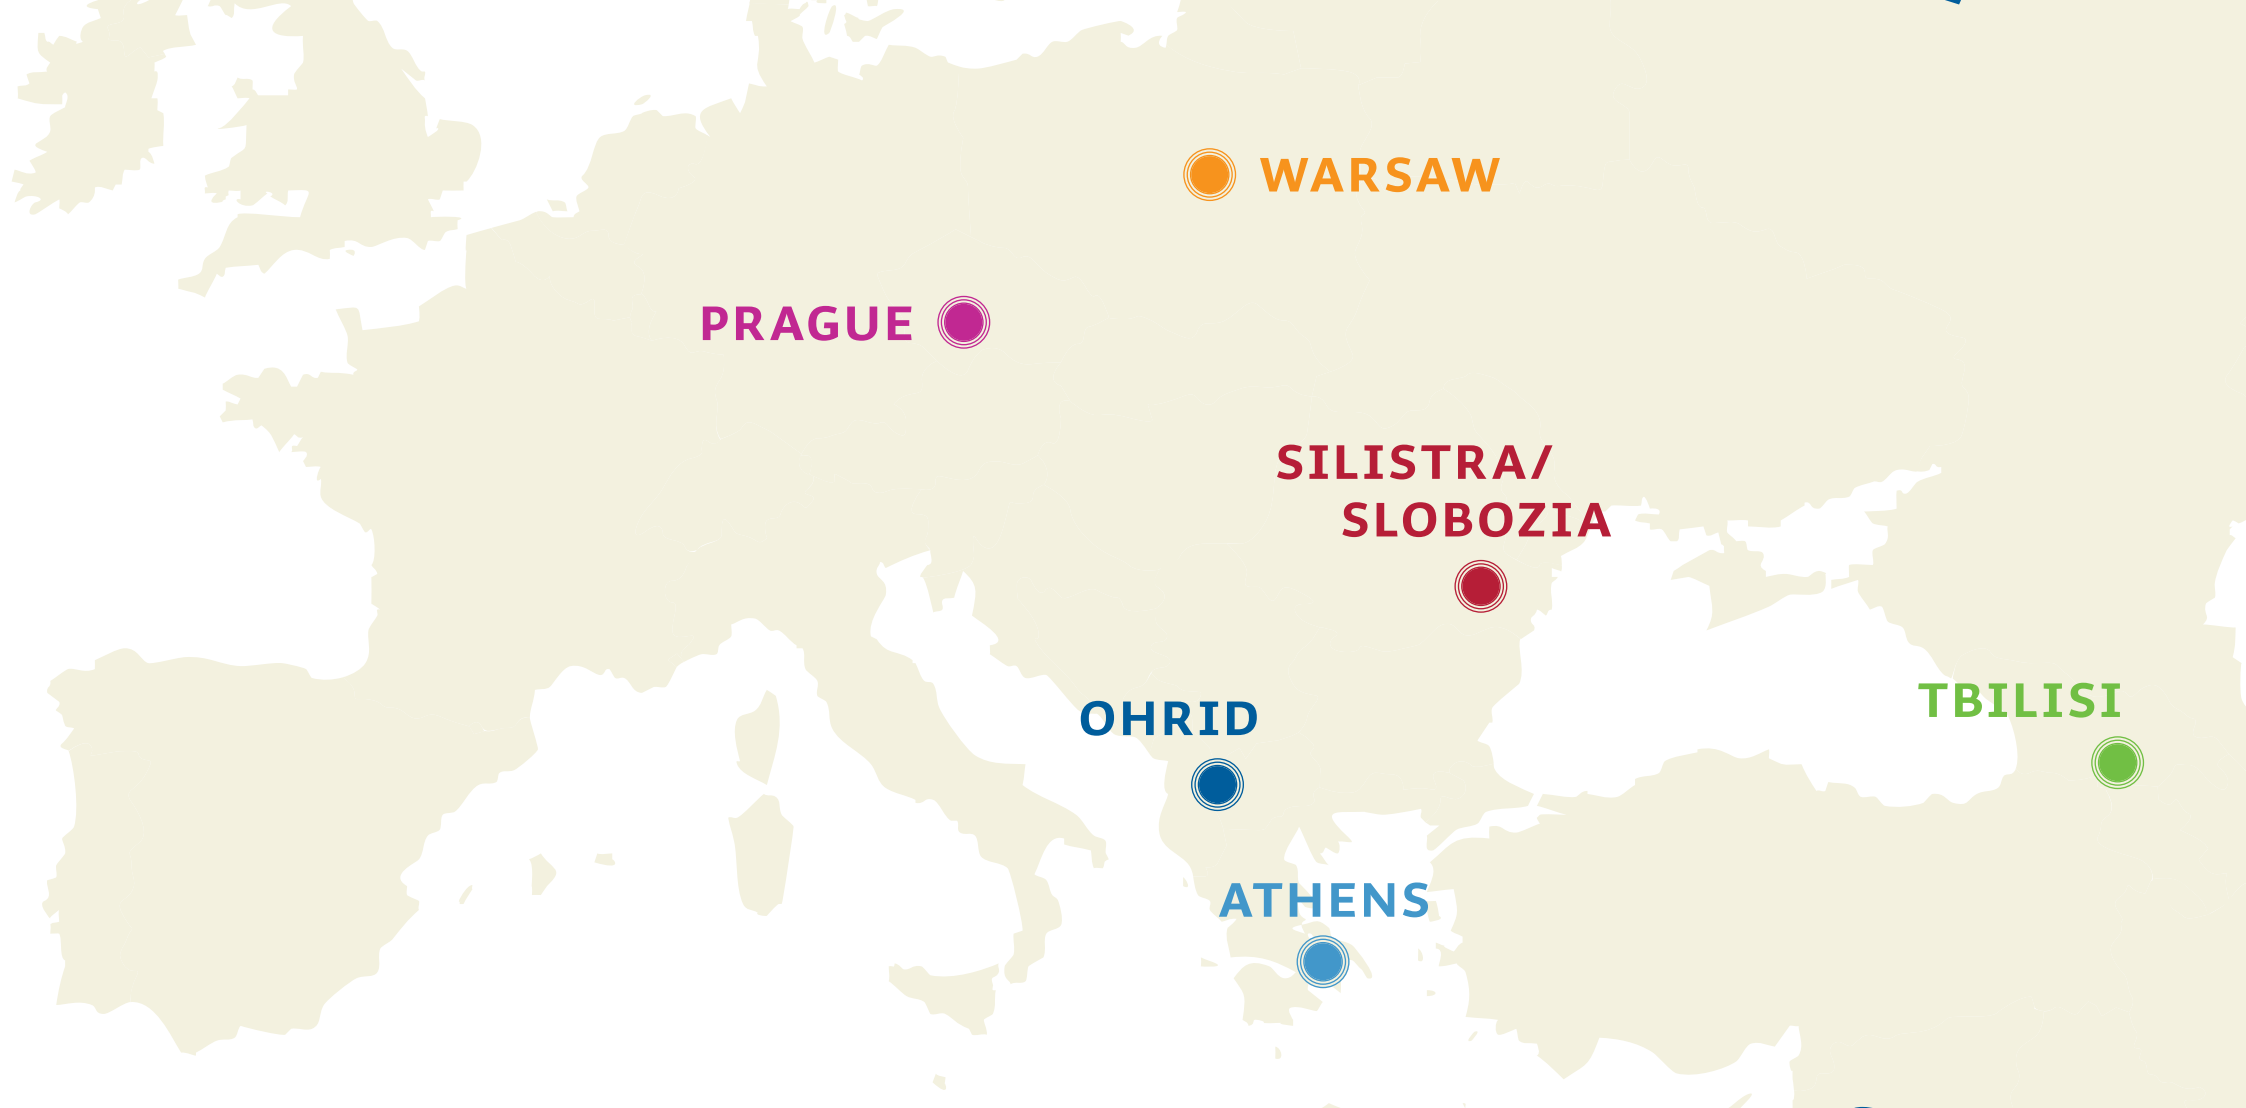 WARSAW
PRAGUE
SILISTRA/
SLOBOZIA
TBILISI
OHRID
ATHENS